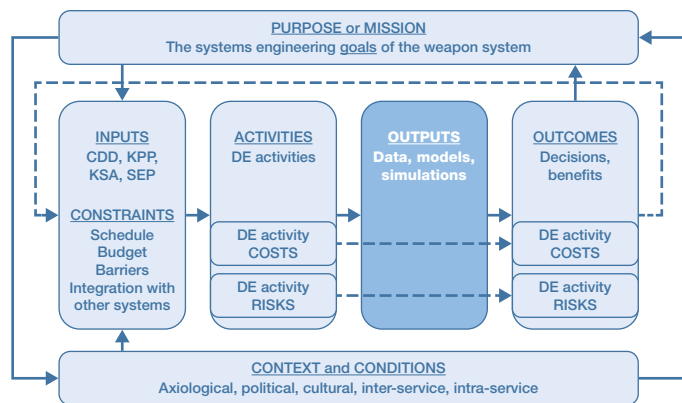 PURPOSE or MISSION
The systems engineering goals of the weapon system
INPUTS
CDD, KPP,
KSA, SEP
CONSTRAINTS
Schedule
Budget
Barriers
Integration with
other systems
ACTIVITIES
DE activities
DE activity
COSTS
DE activity
RISKS
OUTPUTS
Data, models,
simulations
OUTCOMES
Decisions,
benefits
DE activity
COSTS
DE activity
RISKS
CONTEXT and CONDITIONS
Axiological, political, cultural, inter-service, intra-service